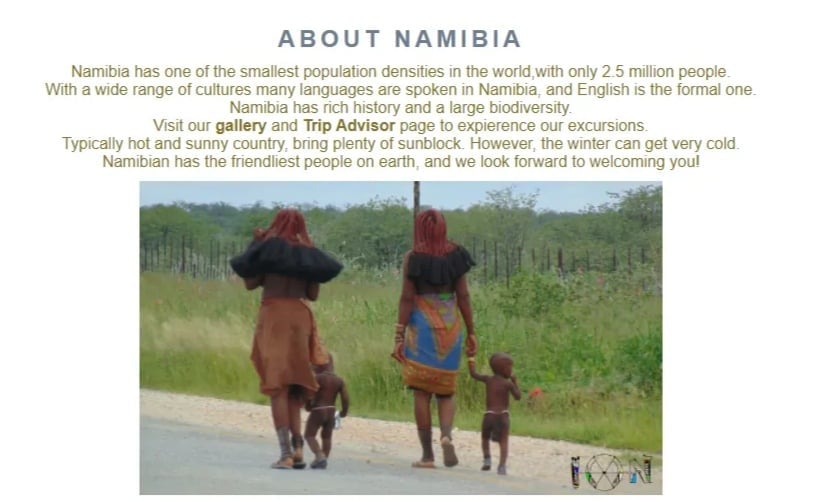 ABOUT NAMIBIA
Namibia has one of the smallest population densities in the world,with only 2.5 million people.
With a wide range of cultures many languages are spoken in Namibia, and English is the formal one.
Namibia has rich history and a large biodiversity.
Visit our gallery and Trip Advisor page to expierence our excursions.
Typically hot and sunny country, bring plenty of sunblock. However, the winter can get very cold.
Namibian has the friendliest people on earth, and we look forward to welcoming you!
ION